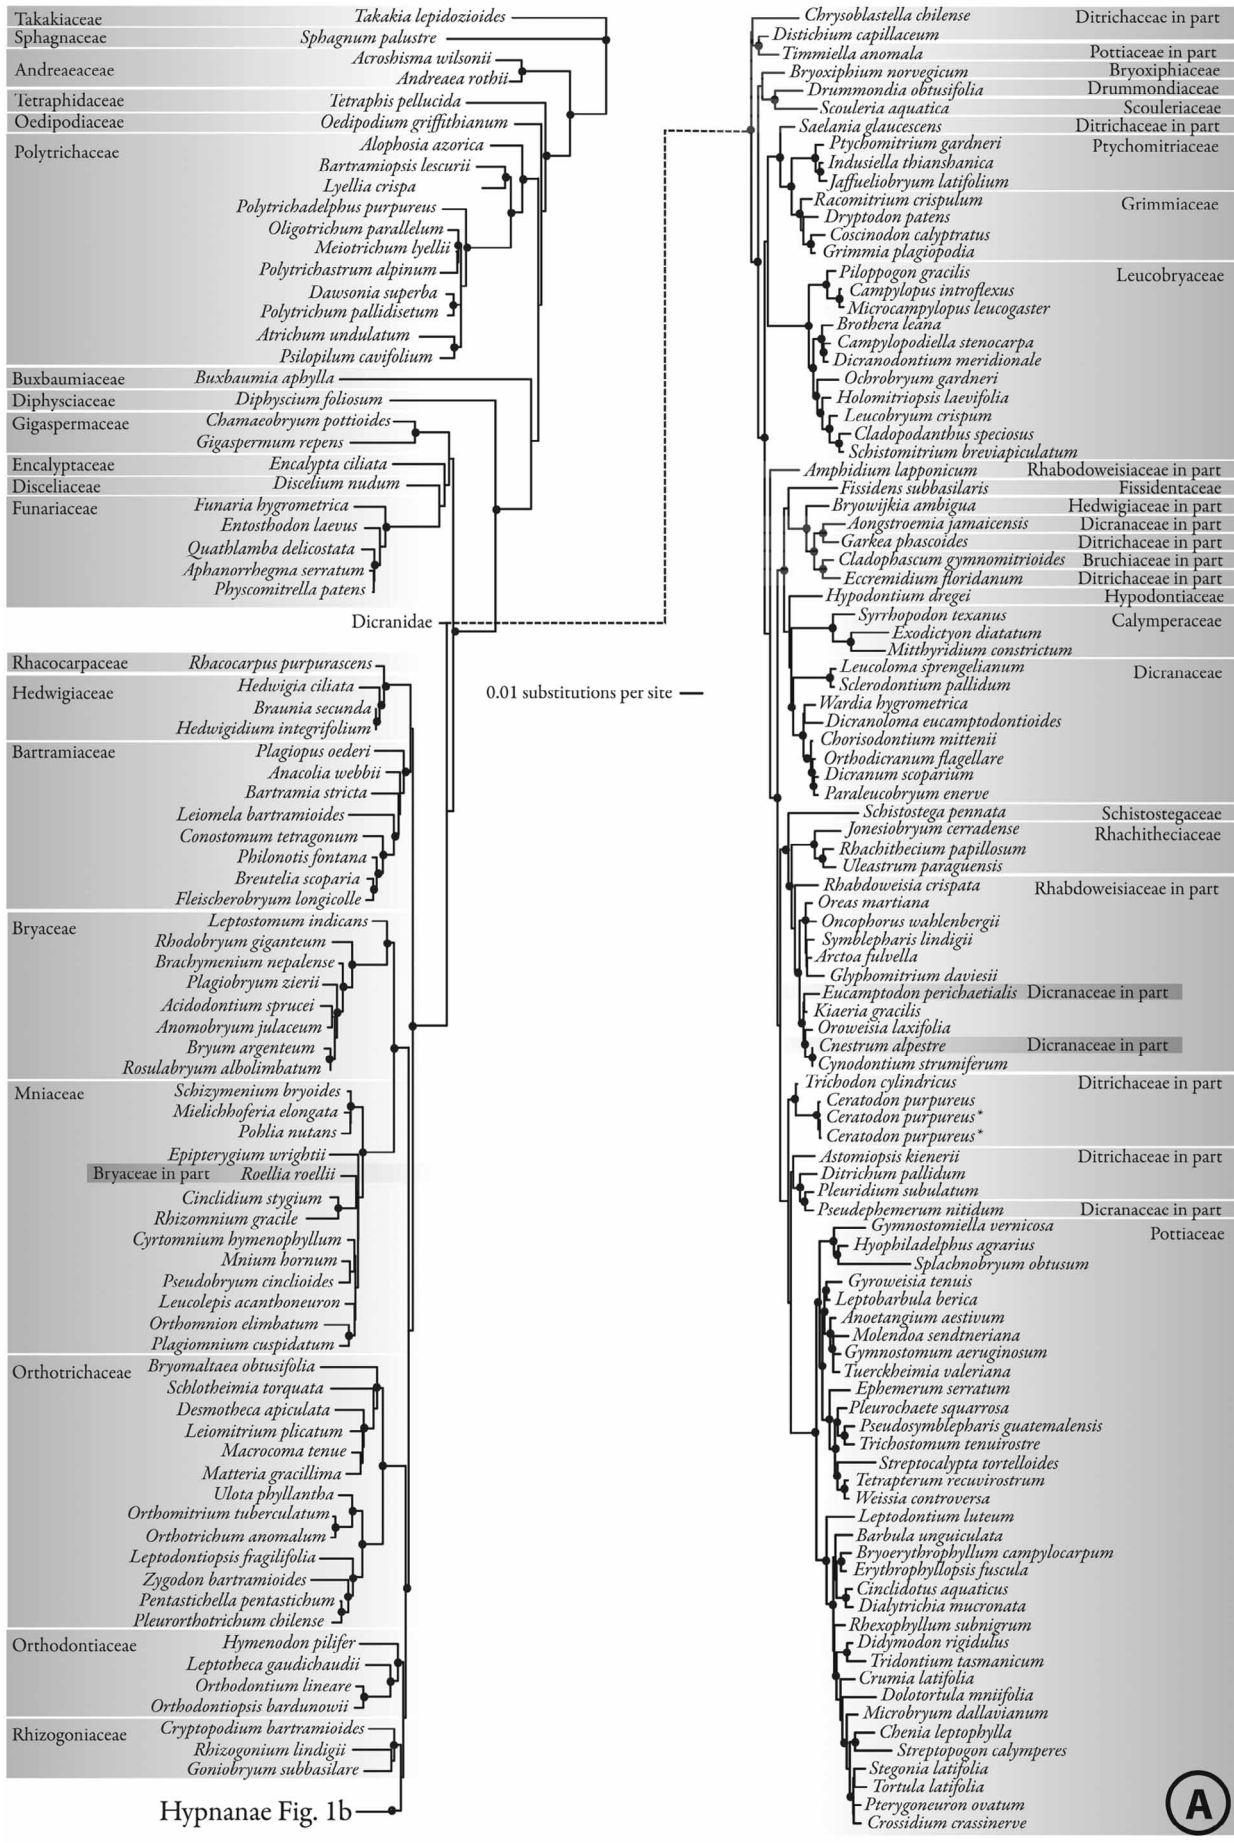 Takakiaceae Takakia lepidozioides
Sphagnaceae Sphagnum palustre
Andreaeaceae Acroshisma wilsonii
Andreaea rothii
Tetraphidaceae Tetraphis pellucida
Oedipodiaceae Oedipodium griffithianum
Polytrichaceae Alophosia azorica
Bartramiopsis lescurii
Lyellia crispa
Polytrichadelphus purpureus
Oligotrichum parallelum
Meiotrichum lyellii
Polytrichastrum alpinum
Dawsonia superba
Polytrichum pallidisetum
Atrichum undulatum
Psilopilum cavifolium
Buxbaumiaceae Buxbaumia aphylla
Diphysciaceae Diphyscium foliosum
Gigaspermaceae Chamaeobryum pottioides
Gigaspermum repens
Encalyptaceae Encalypta ciliata
Disceliaceae Discelium nudum
Funariaceae Funaria hygrometrica
Entosthodon laevus
Quathlamba delicostata
Aphanorrhegma serratum
Physcomitrella patens
Dicranidae
Rhacocarpaceae Rhacocarpus purpurascens
Hedwigiaceae Hedwigia ciliata
Braunia secunda
Hedwigidium integrifolium
Bartramiaceae Plagiopus oederi
Anacolia webbii
Bartramia stricta
Leiomela bartramioides
Conostomum tetragonum
Philonotis fontana
Breutelia scoparia
Fleischerobryum longicolle
Bryaceae Leptostomum indicans
Rhodobryum giganteum
Brachymenium nepalense
Plagiobryum zierii
Acidodontium sprucei
Anomobryum julaceum
Bryum argenteum
Rosulabryum albolimbatum
Mniaceae Schizymenium bryoides
Mielichhoferia elongata
Pohlia nutans
Epipterygium wrightii
Bryaceae in part Roellia roellii
Cinclidium stygium
Rhizomnium gracile
Cyrtomnium hymenophyllum
Mnium hornum
Pseudobryum cinclioides
Leucolepis acanthoneuron
Orthomnion elimbatum
Plagiomnium cuspidatum
Orthotrichaceae Bryomaltaea obtusifolia
Schlotheimia torquata
Desmotheca apiculata
Leiomitrium plicatum
Macrocoma tenue
Matteria gracillima
Ulota phyllantha
Orthomitrium tuberculatum
Orthotrichum anomalum
Leptodontiopsis fragilifolia
Zygodon bartramioides
Pentastichella pentastichum
Pleurorthotrichum chilense
Orthodontiaceae Hymenodon pilifer
Leptotheca gaudichaudii
Orthodontium lineare
Orthodontiopsis bardunowii
Rhizogoniaceae Cryptopodium bartramioides
Rhizogonium lindigii
Goniobryum subbasilare
Hypnanae Fig. 1b
0.01 substitutions per site
Chrysoblastella chilense Ditrichaceae in part
Distichium capillaceum
Timmiella anomala Pottiaceae in part
Bryoxiphium norvegicum Bryoxiphiaceae
Drummondia obtusifolia Drummondiaceae
Scouleria aquatica Scouleriaceae
Saelania glaucescens Ditrichaceae in part
Ptychomitrium gardneri Ptychomitriaceae
Indusiella thianshanica
Jaffueliobryum latifolium
Racomitrium crispulum Grimmiaceae
Dryptodon patens
Coscinodon calyptratus
Grimmia plagiopodia
Piloppogon gracilis Leucobryaceae
Campylopus introflexus
Microcampylopus leucogaster
Brothera leana
Campylopodiella stenocarpa
Dicranodontium meridionale
Ochrobryum gardneri
Holomitriopsis laevifolia
Leucobryum crispum
Cladopodanthus speciosus
Schistomitrium breviapiculatum
Amphidium lapponicum Rhabodoweisiaceae in part
Fissidens subbasilaris Fissidentaceae
Bryowijkia ambigua Hedwigiaceae in part
Aongstroemia jamaicensis Dicranaceae in part
Garkea phascoides Ditrichaceae in part
Cladophascum gymnomitrioides Bruchiaceae in part
Eccremidium floridanum Ditrichaceae in part
Hypodontium dregei Hypodontiaceae
Syrrhopodon texanus Calymperaceae
Exodictyon diatatum
Mitthyridium constrictum
Leucoloma sprengelianum Dicranaceae
Sclerodontium pallidum
Wardia hygrometrica
Dicranoloma eucamptodontioides
Chorisodontium mittenii
Orthodicranum flagellare
Dicranum scoparium
Paraleucobryum enerve
Schistostega pennata Schistostegaceae
Jonesiobryum cerradense Rhachitheciaceae
Rhachithecium papillosum
Uleastrum paraguensis
Rhabdoweisia crispata Rhabdoweisiaceae in part
Oreas martiana
Oncophorus wahlenbergii
Symblepharis lindigii
Arctoa fulvella
Glyphomitrium daviesii
Eucamptodon perichaetialis Dicranaceae in part
Kiaeria gracilis
Oroweisia laxifolia
Cnestrum alpestre Dicranaceae in part
Cynodontium strumiferum
Trichodon cylindricus Ditrichaceae in part
Ceratodon purpureus
Ceratodon purpureus*
Ceratodon purpureus*
Astomiopsis kienerii Ditrichaceae in part
Ditrichum pallidum
Pleuridium subulatum
Pseudephemerum nitidum Dicranaceae in part
Gymnostomiella vernicosa Pottiaceae
Hyophiladelphus agrarius
Splachnobryum obtusum
Gyroweisia tenuis
Leptobarbula berica
Anoetangium aestivum
Molendoa sendtneriana
Gymnostomum aeruginosum
Tuerckheimia valeriana
Ephemerum serratum
Pleurochaete squarrosa
Pseudosymblepharis guatemalensis
Trichostomum tenuirostre
Streptocalypta tortelloides
Tetrapterum recuvirostrum
Weissia controversa
Leptodontium luteum
Barbula unguiculata
Bryoerythrophyllum campylocarpum
Erythrophyllopsis fuscula
Cinclidotus aquaticus
Dialytrichia mucronata
Rhexophyllum subnigrum
Didymodon rigidulus
Tridontium tasmanicum
Crumia latifolia
Dolotortula mniifolia
Microbryum dallavianum
Chenia leptophylla
Streptopogon calymperes
Stegonia latifolia
Tortula latifolia
Pterygoneuron ovatum
Crossidium crassinerve
A